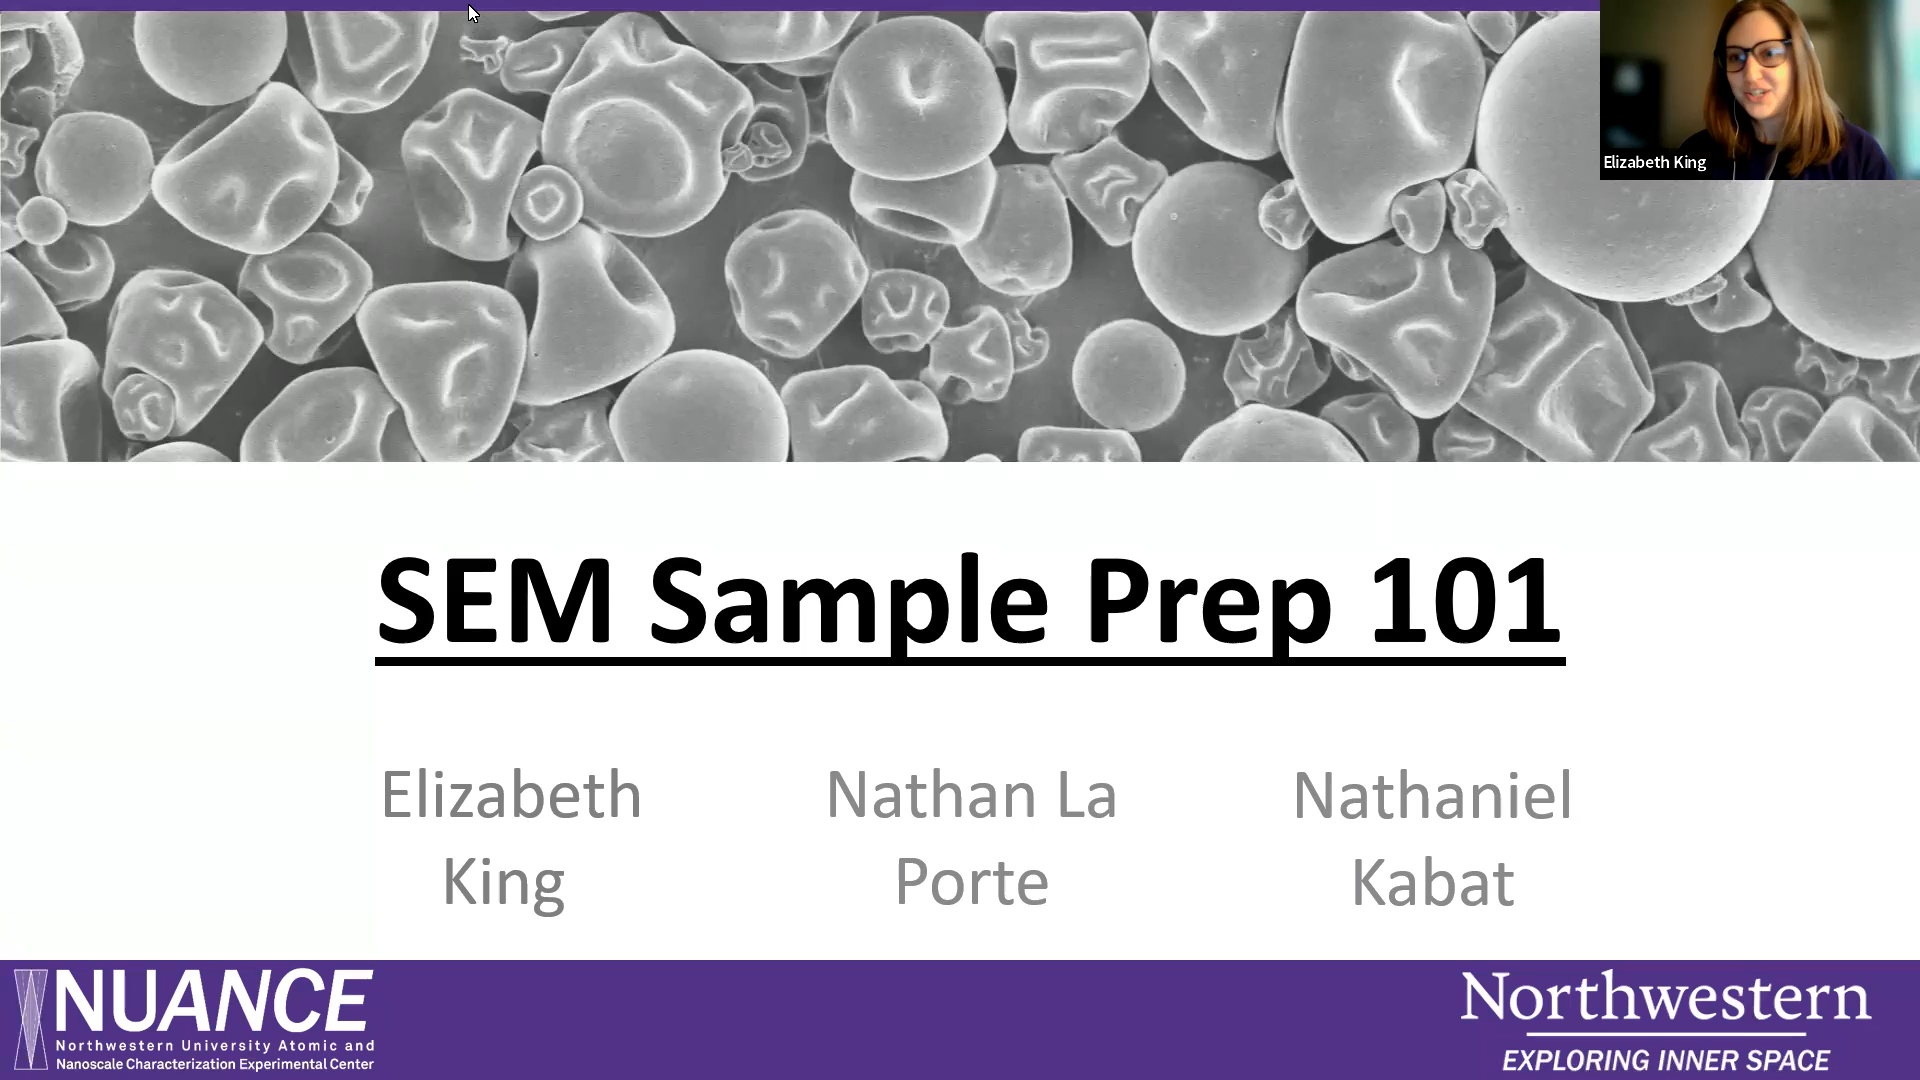 Elizabeth King
SEM Sample Prep 101
Elizabeth
King
Nathan La
Porte
Nathaniel
Kabat
NUANCE
Northwestern University Atomic and
Nanoscale Characterization Experimental Center
Northwestern
EXPLORING INNER SPACE